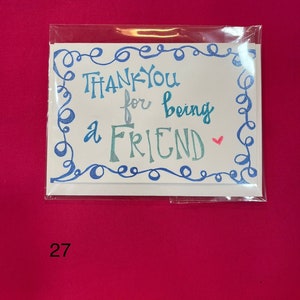 THANKYOU
for being
a FRIEND
27